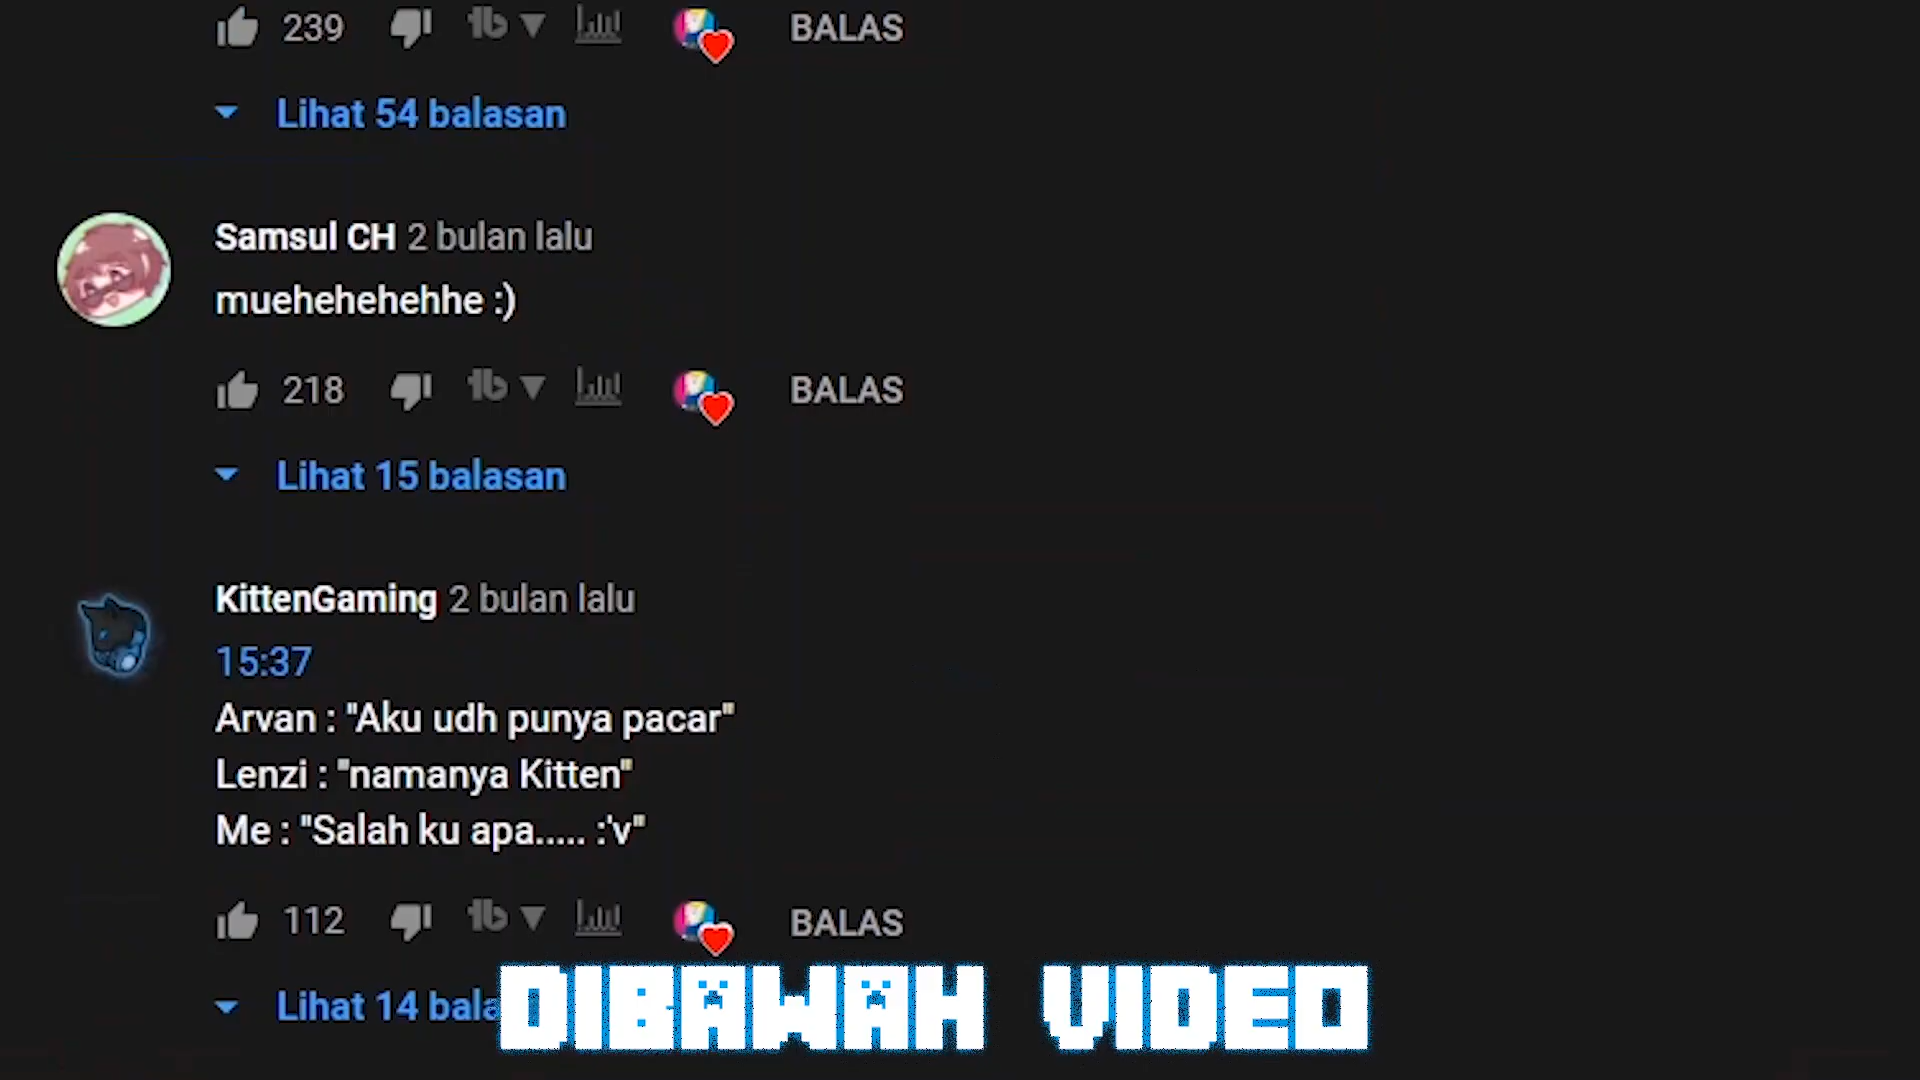 239 BALAS
Lihat 54 balasan
Samsul CH 2 bulan lalu
muehehehehhe :)
218 BALAS
Lihat 15 balasan
KittenGaming 2 bulan lalu
15:37
Arvan : "Aku udh punya pacar"
Lenzi : "namanya Kitten"
Me : "Salah ku apa..... :'v"
112 BALAS
Lihat 14 bala
DIBAWAH VIDEO